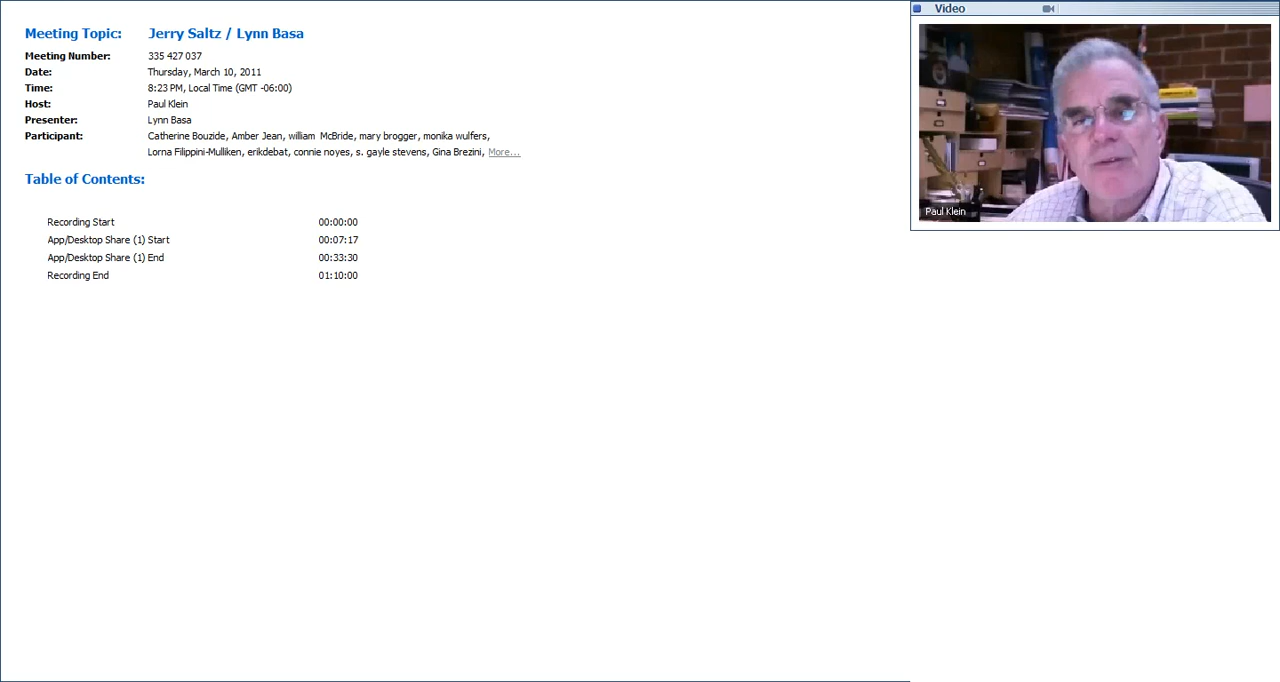 Meeting Topic: Jerry Saltz / Lynn Basa
Meeting Number: 335 427 037
Date: Thursday, March 10, 2011
Time: 8:23 PM, Local Time (GMT -06:00)
Host: Paul Klein
Presenter: Lynn Basa
Participant: Catherine Bouzide, Amber Jean, william McBride, mary brogger, monika wulfers,
Lorna Filippini-Mulliken, erikdebat, connie noyes, s. gayle stevens, Gina Brezini, More...
Table of Contents:
Recording Start 00:00:00
App/Desktop Share (1) Start 00:07:17
App/Desktop Share (1) End 00:33:30
Recording End 01:10:00
Video
Paul Klein